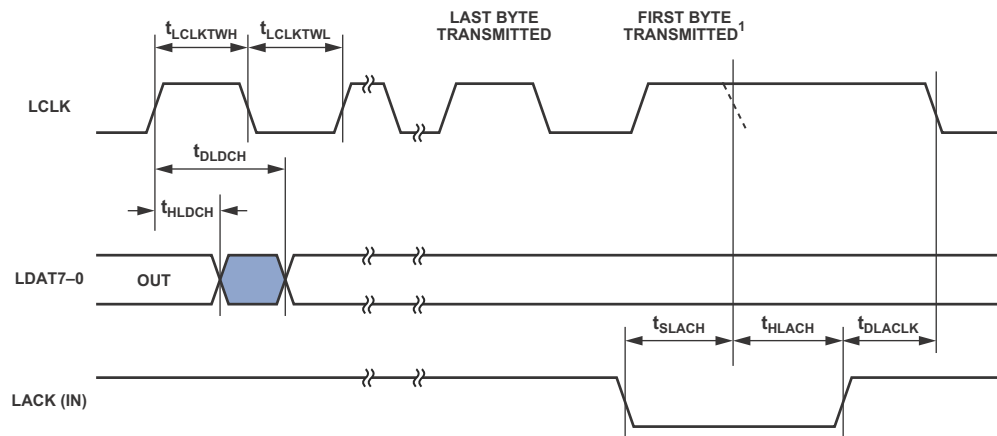 LAST BYTE
TRANSMITTED
FIRST BYTE
TRANSMITTED1
tLCLKTWH
tLCLKTWL
LCLK
tDLDCH
tHLDCH
LDAT7–0
OUT
tSLACH
tHLACH
tDLACLK
LACK (IN)